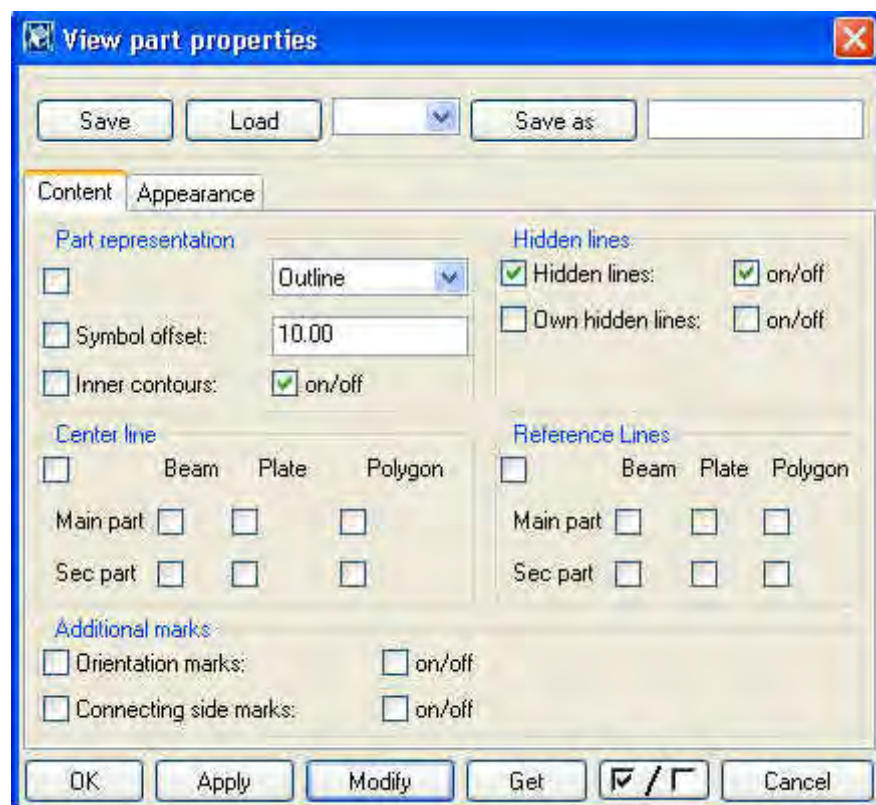 View part properties
Save Load Save as
Content Appearance
Part representation
Outline
Symbol offset: 10.00
Inner contours: on/off
Hidden lines
Hidden lines: on/off
Own hidden lines: on/off
Center line
Beam Plate Polygon
Main part
Sec part
Reference Lines
Beam Plate Polygon
Main part
Sec part
Additional marks
Orientation marks: on/off
Connecting side marks: on/off
OK Apply Modify Get / Cancel